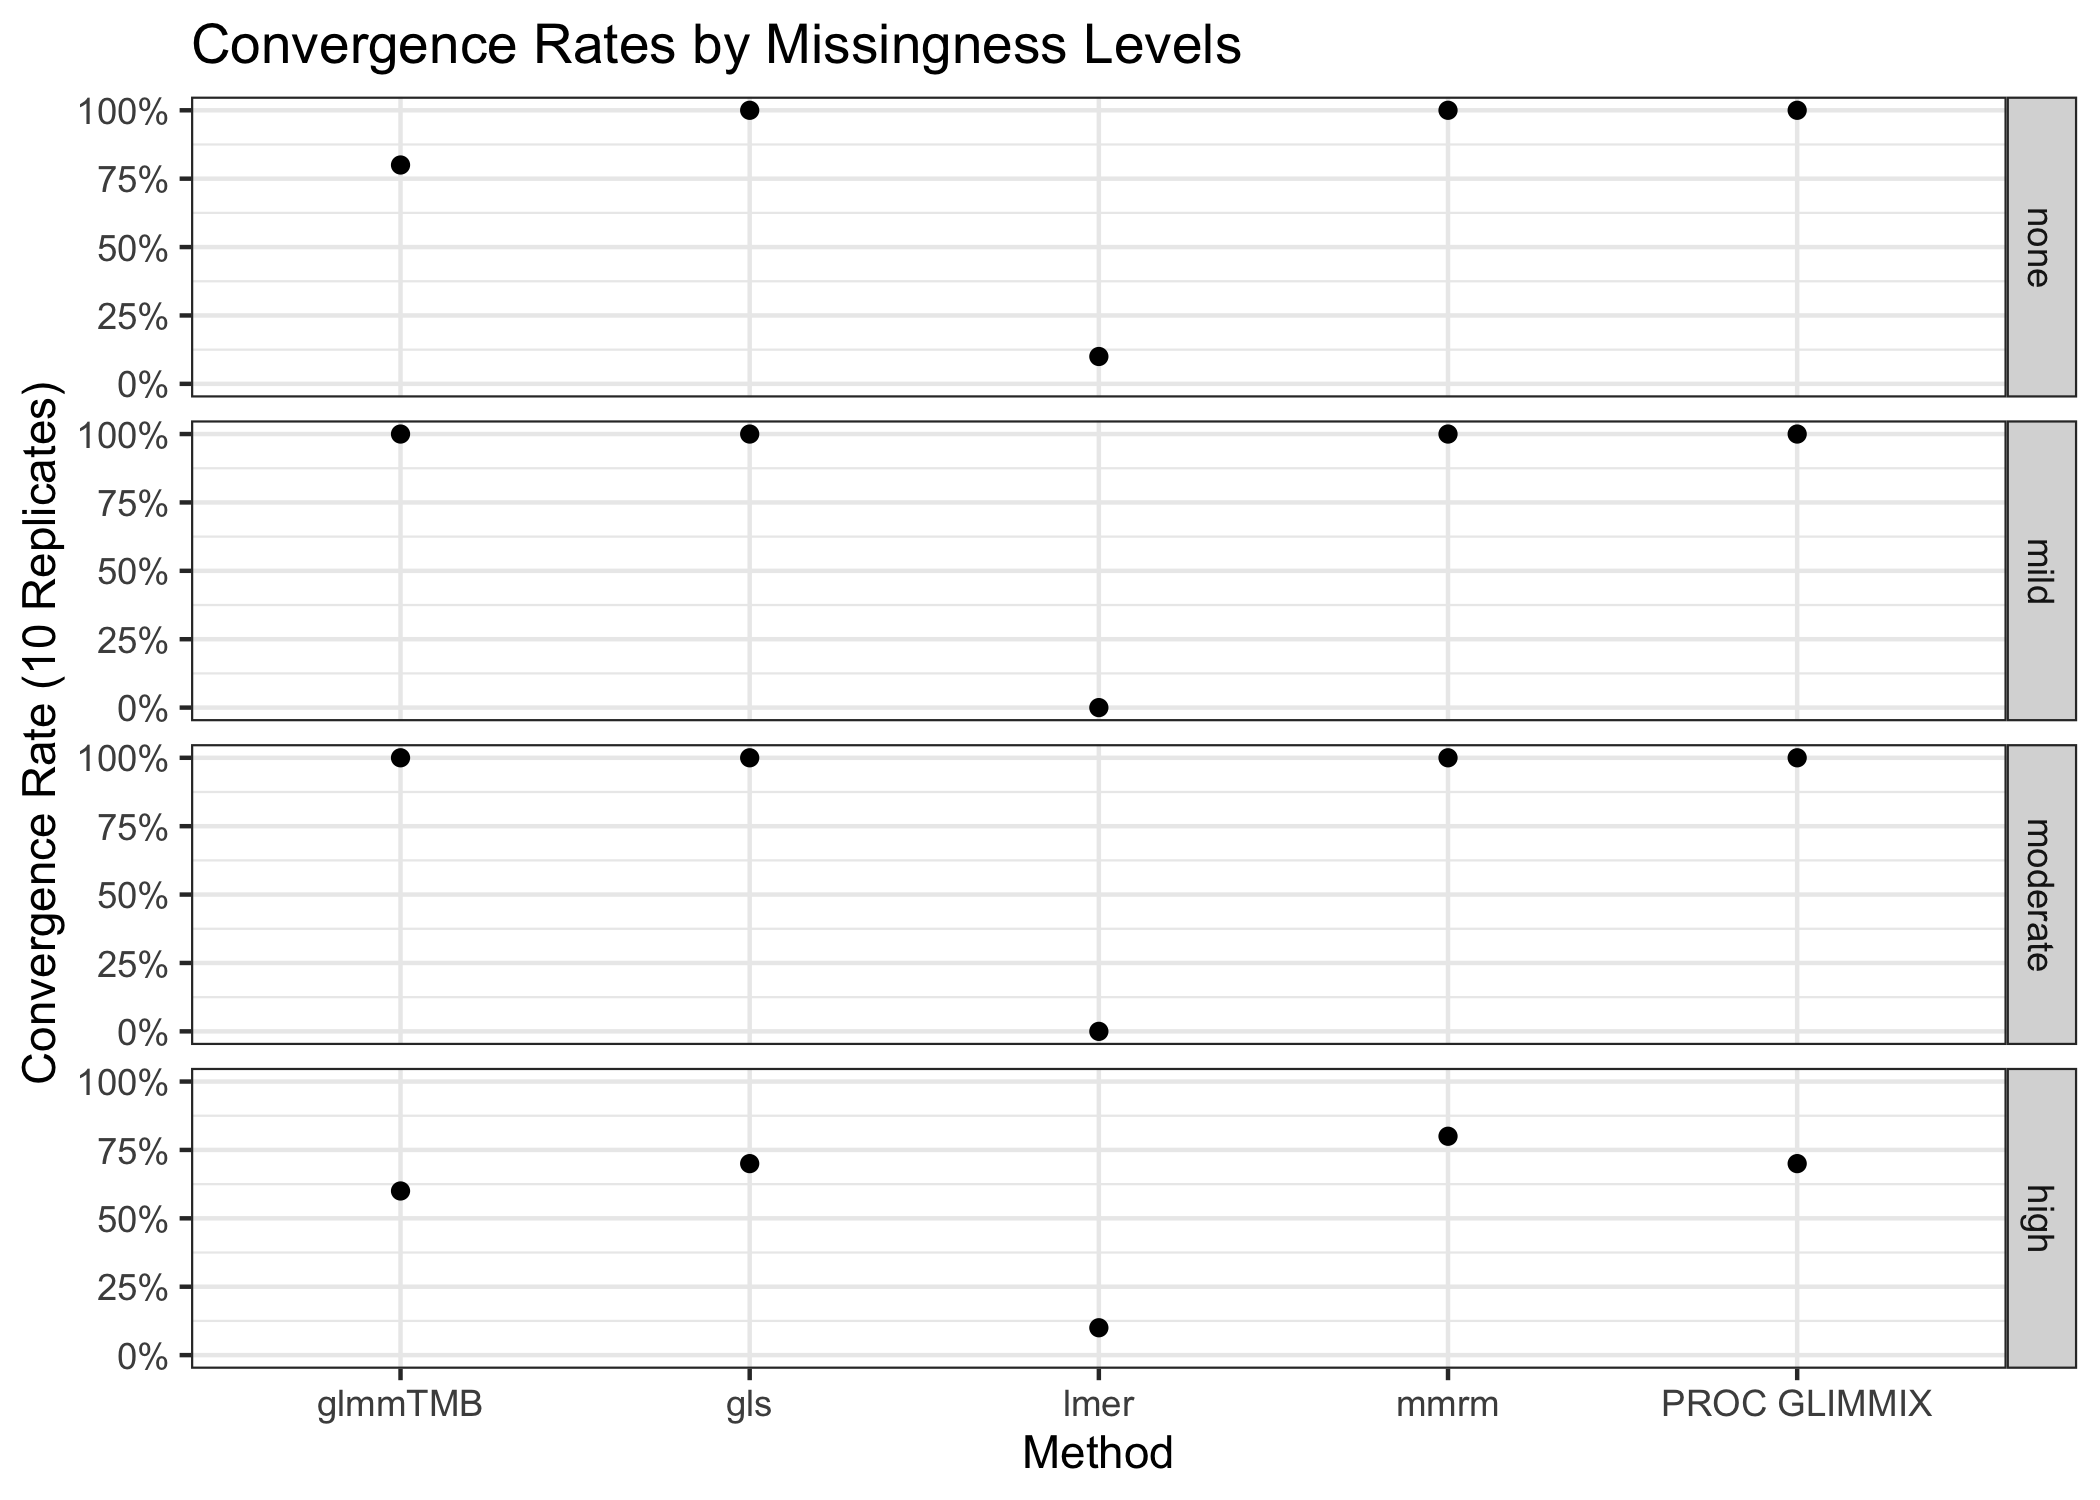 Convergence Rates by Missingness Levels
Convergence Rate (10 Replicates)
100%
75%
50%
25%
0%
none
100%
75%
50%
25%
0%
mild
100%
75%
50%
25%
0%
moderate
100%
75%
50%
25%
0%
high
glmmTMB gls lmer mmrm PROC GLIMMIX
Method